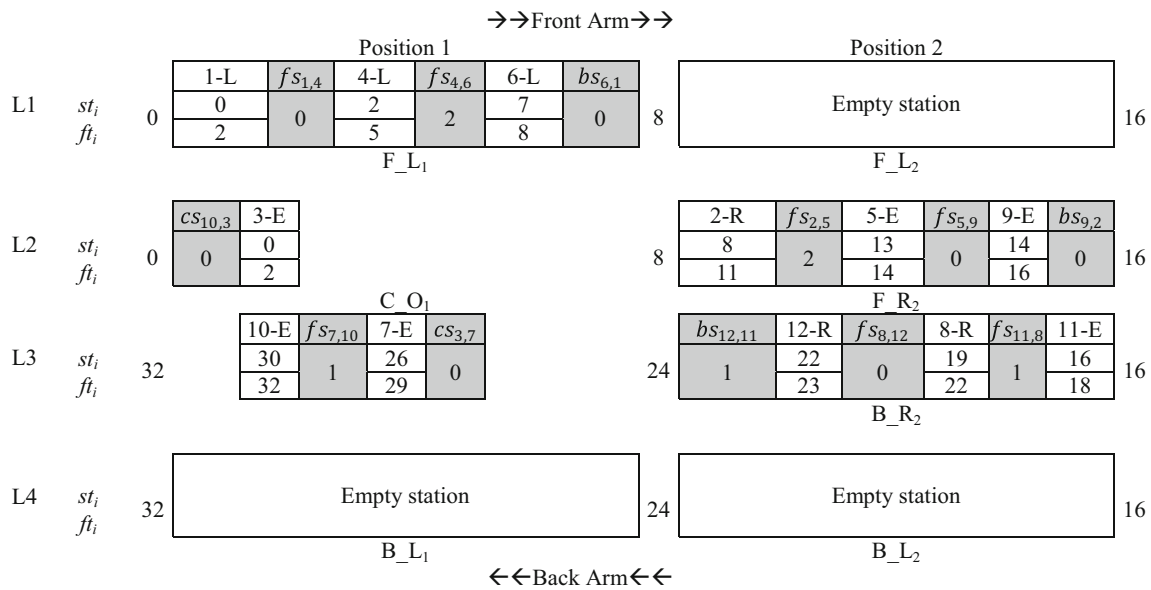 →→Front Arm→→
Position 1 Position 2
1-L fs1,4 4-L fs4,6 6-L bs6,1
L1 sti 0 0 0 2 2 7 0 8 Empty station 16
fti 2 5 8
F_L1 F_L2
cs10,3 3-E 2-R fs2,5 5-E fs5,9 9-E bs9,2
L2 sti 0 0 0 8 8 2 13 0 14 0 16
fti 2 11 14 16
C_O1 F_R2
10-E fs7,10 7-E cs3,7 bs12,11 12-R fs8,12 8-R fs11,8 11-E
L3 sti 32 30 1 26 0 24 1 22 0 19 1 16 16
fti 32 29 23 22 18
B_R2
L4 sti 32 Empty station 24 Empty station 16
fti
B_L1 B_L2
←←Back Arm←←